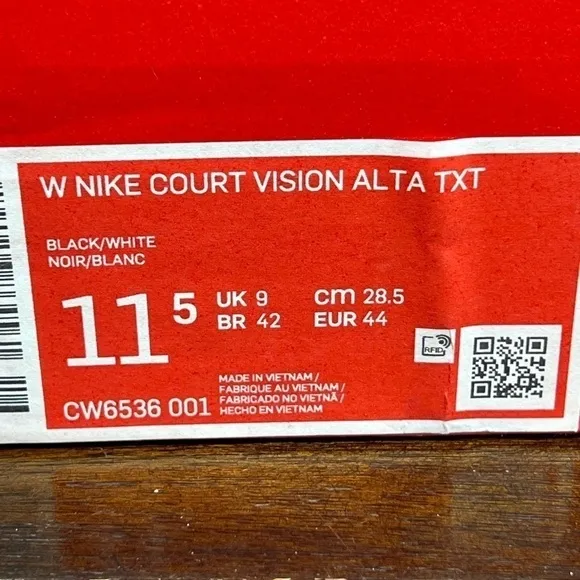 W NIKE COURT VISION ALTA TXT
BLACK/WHITE
NOIR/BLANC
11 5
UK 9 cm 28.5
BR 42 EUR 44
RFID
MADE IN VIETNAM /
FABRIQUE AU VIETNAM /
FABRICADO NO VIETNÃ /
HECHO EN VIETNAM
CW6536 001